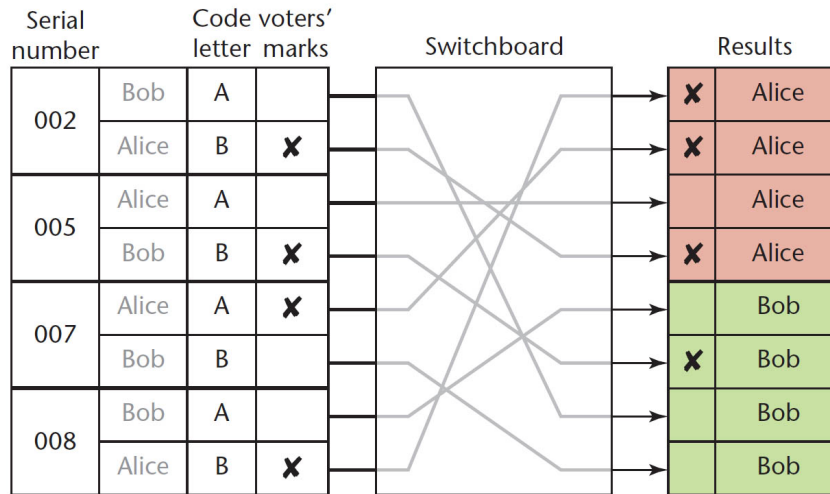 Serial number Code letter voters' marks Switchboard Results
002 Bob A Alice
Alice B ✘ ✘ Alice
005 Alice A Alice
Bob B ✘ ✘ Alice
007 Alice A ✘ Bob
Bob B ✘ Bob
008 Bob A Bob
Alice B ✘ Bob